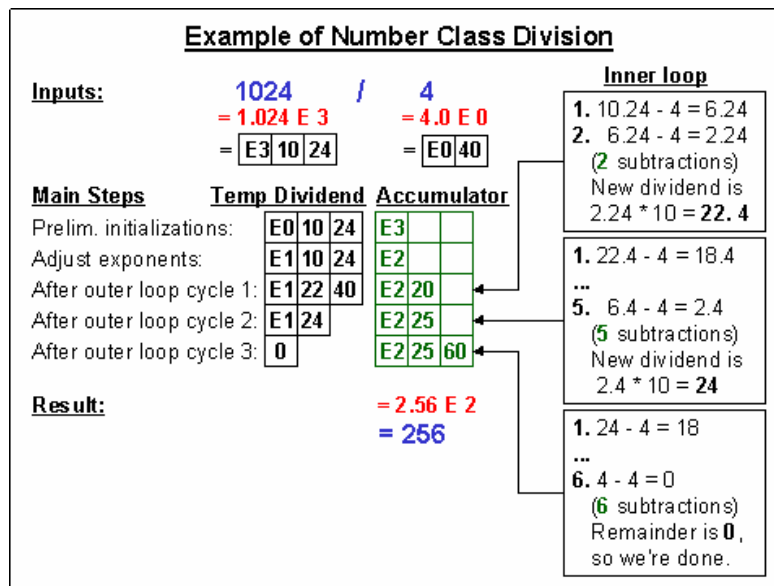 Example of Number Class Division
Inputs:
1024 / 4
= 1.024 E 3 = 4.0 E 0
= E3 10 24 = E0 40
Main Steps Temp Dividend Accumulator
Prelim. initializations: E0 10 24 E3
Adjust exponents: E1 10 24 E2
After outer loop cycle 1: E1 22 40 E2 20
After outer loop cycle 2: E1 24 E2 25
After outer loop cycle 3: 0 E2 25 60
Result: = 2.56 E 2
= 256
Inner loop
1. 10.24 - 4 = 6.24
2. 6.24 - 4 = 2.24
(2 subtractions)
New dividend is
2.24 * 10 = 22. 4
1. 22.4 - 4 = 18.4
...
5. 6.4 - 4 = 2.4
(5 subtractions)
New dividend is
2.4 * 10 = 24
1. 24 - 4 = 18
...
6. 4 - 4 = 0
(6 subtractions)
Remainder is 0,
so we're done.